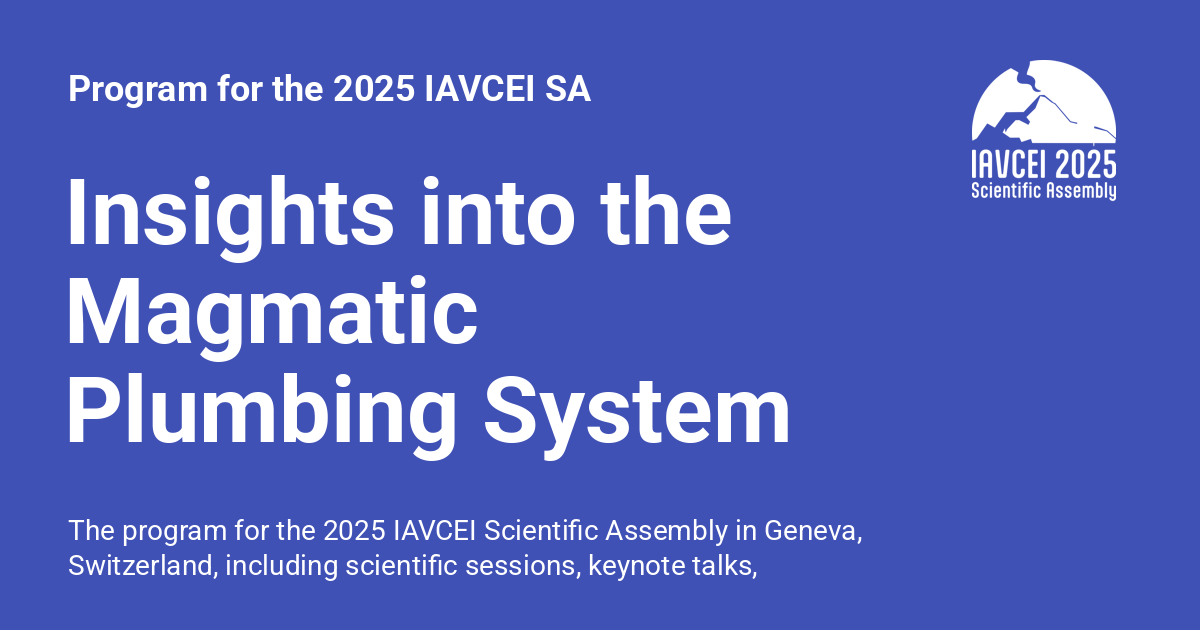 Program for the 2025 IAVCEI SA
IAVCEI 2025
Scientific Assembly
Insights into the
Magmatic
Plumbing System
The program for the 2025 IAVCEI Scientific Assembly in Geneva,
Switzerland, including scientific sessions, keynote talks,